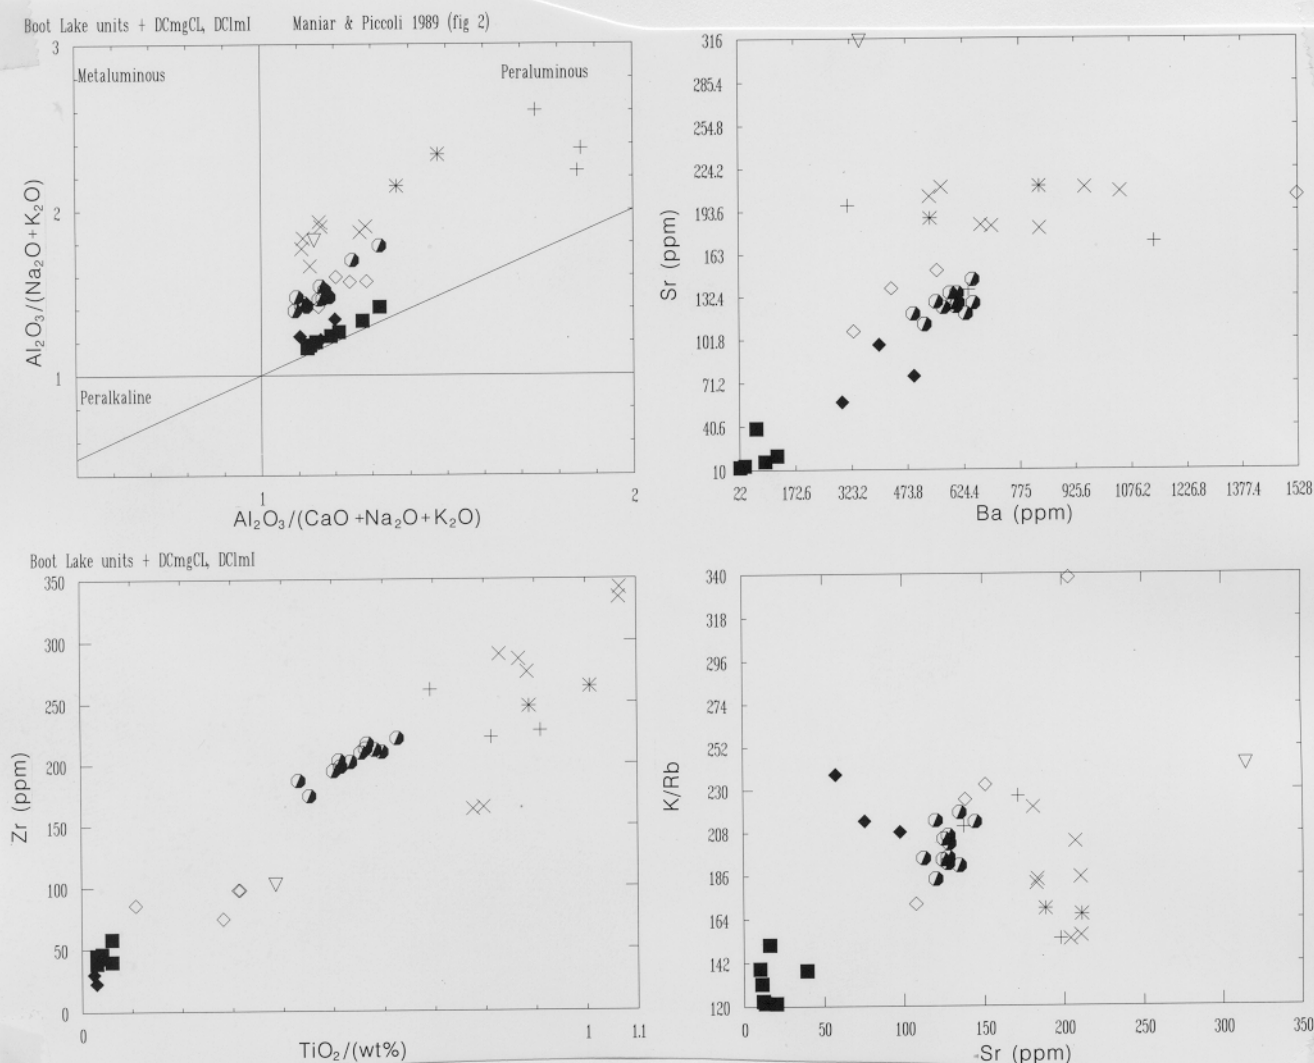 Boot Lake units + DCmgCL, DClmI Maniar & Piccoli 1989 (fig 2)
3
Metaluminous
Peraluminous
2
1
Peralkaline
Al₂O₃/(Na₂O+K₂O)
1
2
Al₂O₃/(CaO+Na₂O+K₂O)
316
285.4
254.8
224.2
193.6
163
132.4
101.8
71.2
40.6
10
Sr (ppm)
22 172.6 323.2 473.8 624.4 775 925.6 1076.2 1226.8 1377.4 1528
Ba (ppm)
Boot Lake units + DCmgCL, DClmI
350
300
250
200
150
100
50
0
Zr (ppm)
0 1 1.1
TiO₂/(wt%)
340
318
296
274
252
230
208
186
164
142
120
K/Rb
0 50 100 150 200 250 300 350
Sr (ppm)